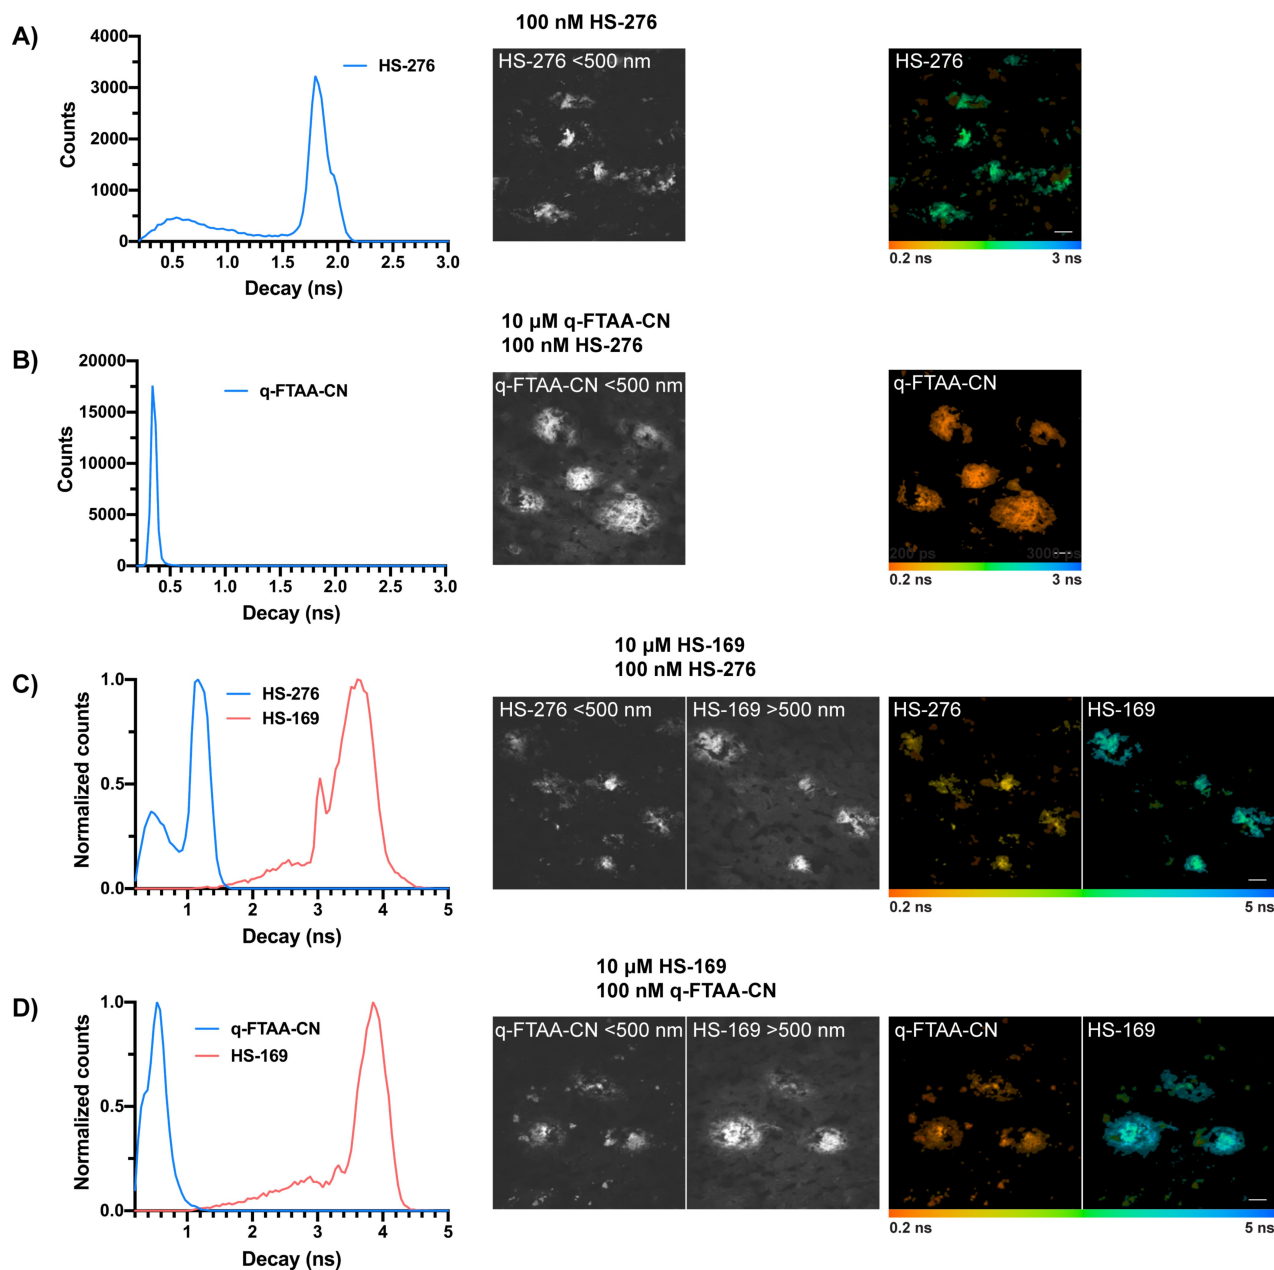 A)
100 nM HS-276
4000
3000
2000
1000
0
Counts
HS-276
0.5
1.0
1.5
2.0
2.5
3.0
Decay (ns)
HS-276 <500 nm
HS-276
0.2 ns
3 ns
B)
10 µM q-FTAA-CN
100 nM HS-276
20000
15000
10000
5000
0
Counts
q-FTAA-CN
0.5
1.0
1.5
2.0
2.5
3.0
Decay (ns)
q-FTAA-CN <500 nm
q-FTAA-CN
200 ps
3000 ps
0.2 ns
3 ns
C)
10 µM HS-169
100 nM HS-276
1.0
0.5
0.0
Normalized counts
HS-276
HS-169
1
2
3
4
5
Decay (ns)
HS-276 <500 nm
HS-169 >500 nm
HS-276
HS-169
0.2 ns
5 ns
D)
10 µM HS-169
100 nM q-FTAA-CN
1.0
0.5
0.0
Normalized counts
q-FTAA-CN
HS-169
1
2
3
4
5
Decay (ns)
q-FTAA-CN <500 nm
HS-169 >500 nm
q-FTAA-CN
HS-169
0.2 ns
5 ns